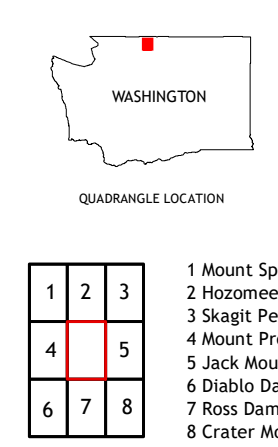 WASHINGTON
QUADRANGLE LOCATION
1 2 3
4 5
6 7 8
1 Mount Sp
2 Hozomee
3 Skagit Pe
4 Mount Pr
5 Jack Mou
6 Diablo Da
7 Ross Dam
8 Crater Mo